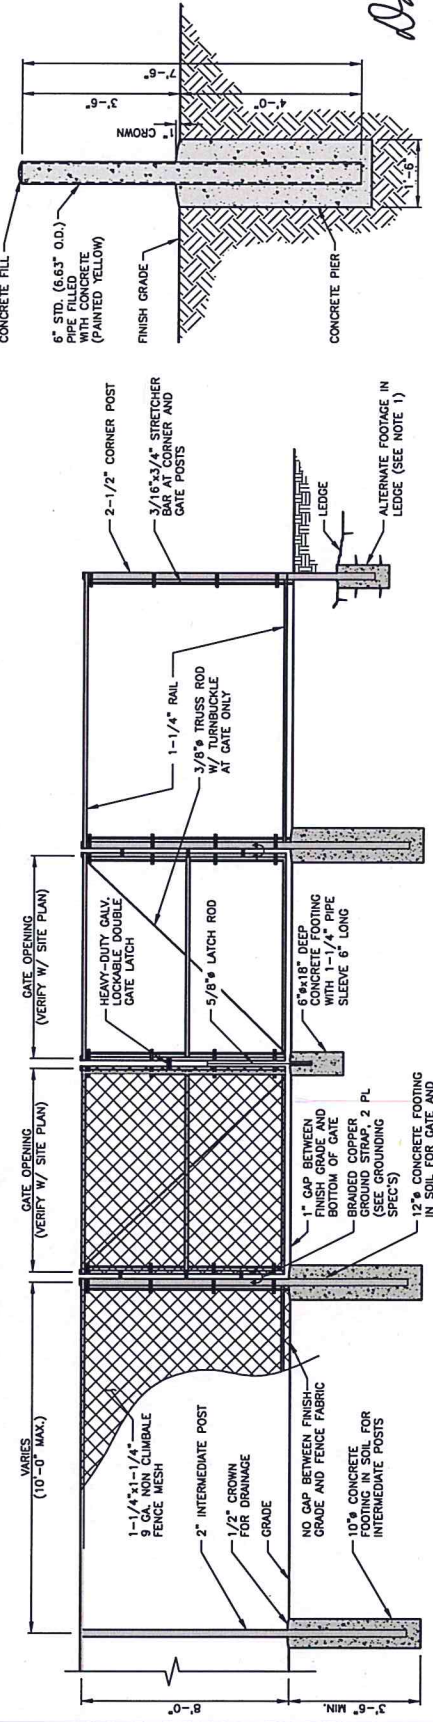 VARIES
(10'-0" MAX.)
GATE OPENING
(VERIFY W/ SITE PLAN)
GATE OPENING
(VERIFY W/ SITE PLAN)
8'-0"
3'-6" MIN.
1-1/4"x1-1/4"
9 GA. NON CLIMBALE
FENCE MESH
2" INTERMEDIATE POST
1/2" CROWN
FOR DRAINAGE
GRADE
NO GAP BETWEEN FINISH
GRADE AND FENCE FABRIC
10"ø CONCRETE
FOOTING IN SOIL FOR
INTERMEDIATE POSTS
HEAVY-DUTY GALV.
LOCKABLE DOUBLE
GATE LATCH
5/8"ø LATCH ROD
1" GAP BETWEEN
FINISH GRADE AND
BOTTOM OF GATE
BRAIDED COPPER
GROUND STRAP, 2 PL
(SEE GROUNDING
SPEC'S)
12"ø CONCRETE FOOTING
IN SOIL FOR GATE AND
6"øx18" DEEP
CONCRETE FOOTING
WITH 1-1/4" PIPE
SLEEVE 6" LONG
1-1/4" RAIL
3/8"ø TRUSS ROD
W/ TURNBUCKLE
AT GATE ONLY
2-1/2" CORNER POST
3/16"x3/4" STRETCHER
BAR AT CORNER AND
GATE POSTS
LEDGE
ALTERNATE FOOTAGE IN
LEDGE (SEE NOTE 1)
CONCRETE FILL
6" STD. (6.63" O.D.)
PIPE FILLED
WITH CONCRETE
(PAINTED YELLOW)
FINISH GRADE
CONCRETE PIER
1" CROWN
3'-6"
4'-0"
7'-6"
1'-6"